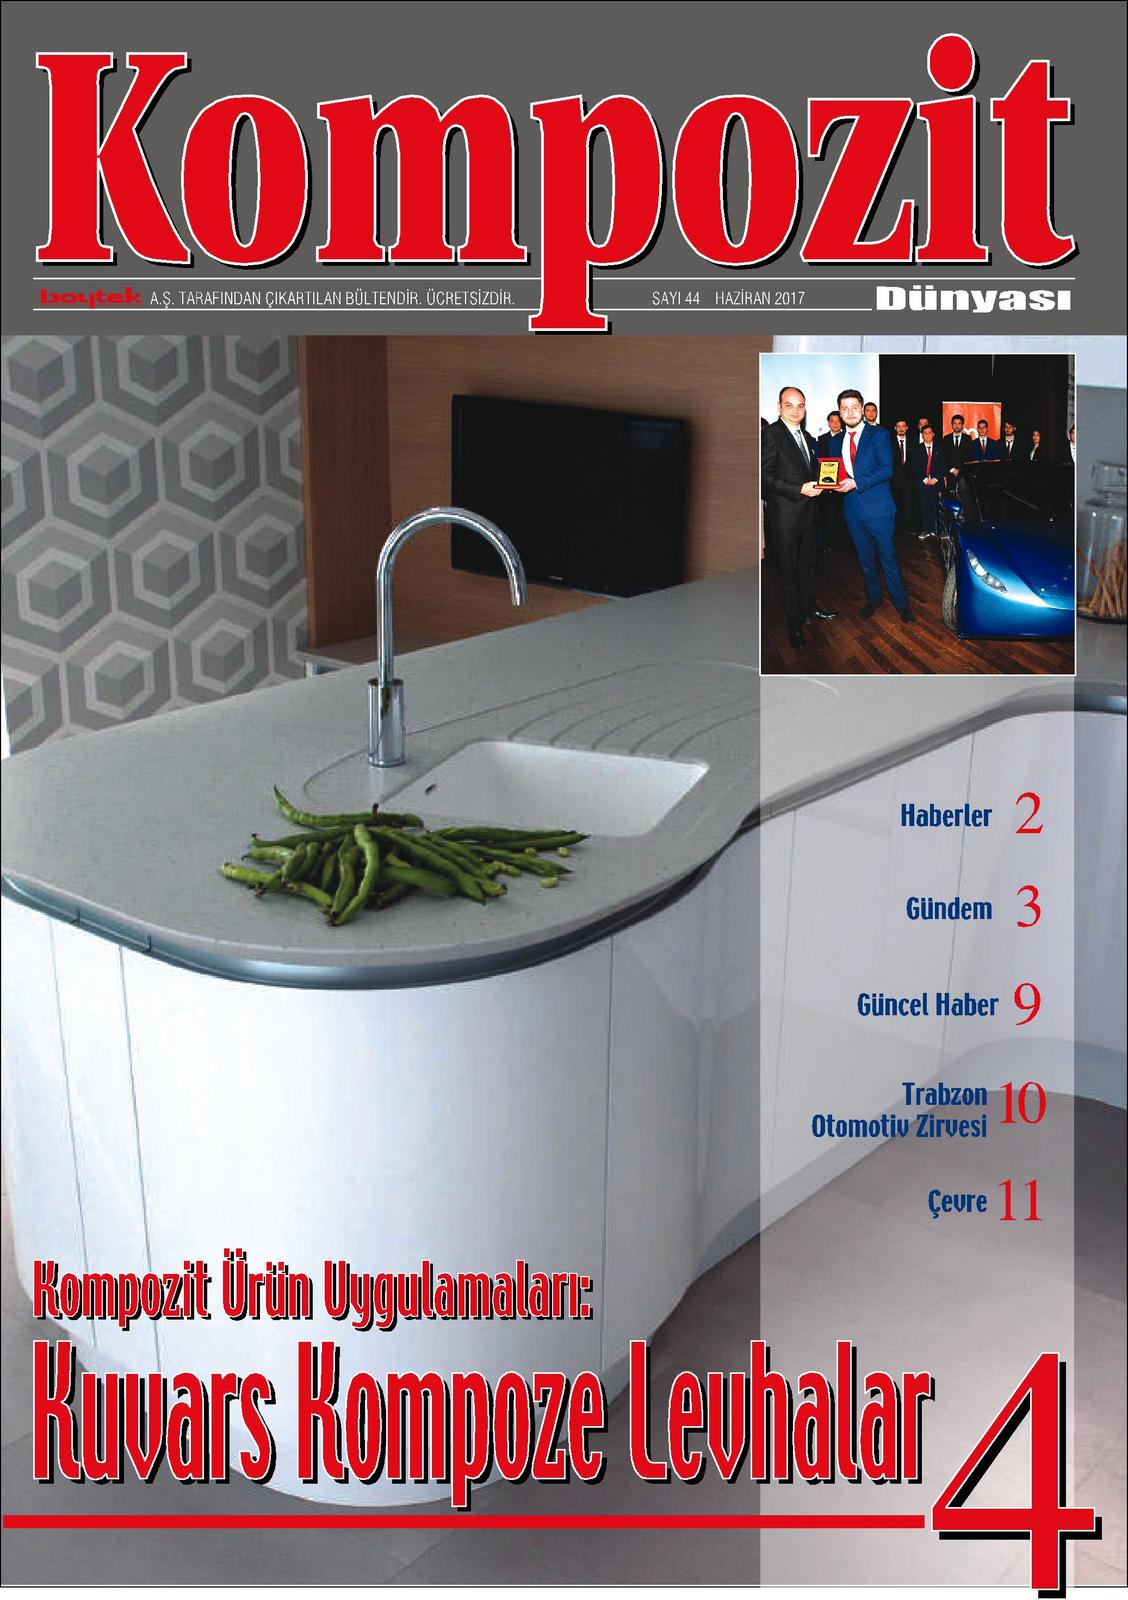 Kompozit
boytek A.Ş. TARAFINDAN ÇIKARTILAN BÜLTENDİR. ÜCRETSİZDİR.
SAYI 44 HAZİRAN 2017
Dünyası
Haberler 2
Gündem 3
Güncel Haber 9
Trabzon
Otomotiv Zirvesi 10
Çevre 11
Kompozit Ürün Uygulamaları:
Kuvars Kompoze Levhalar 4